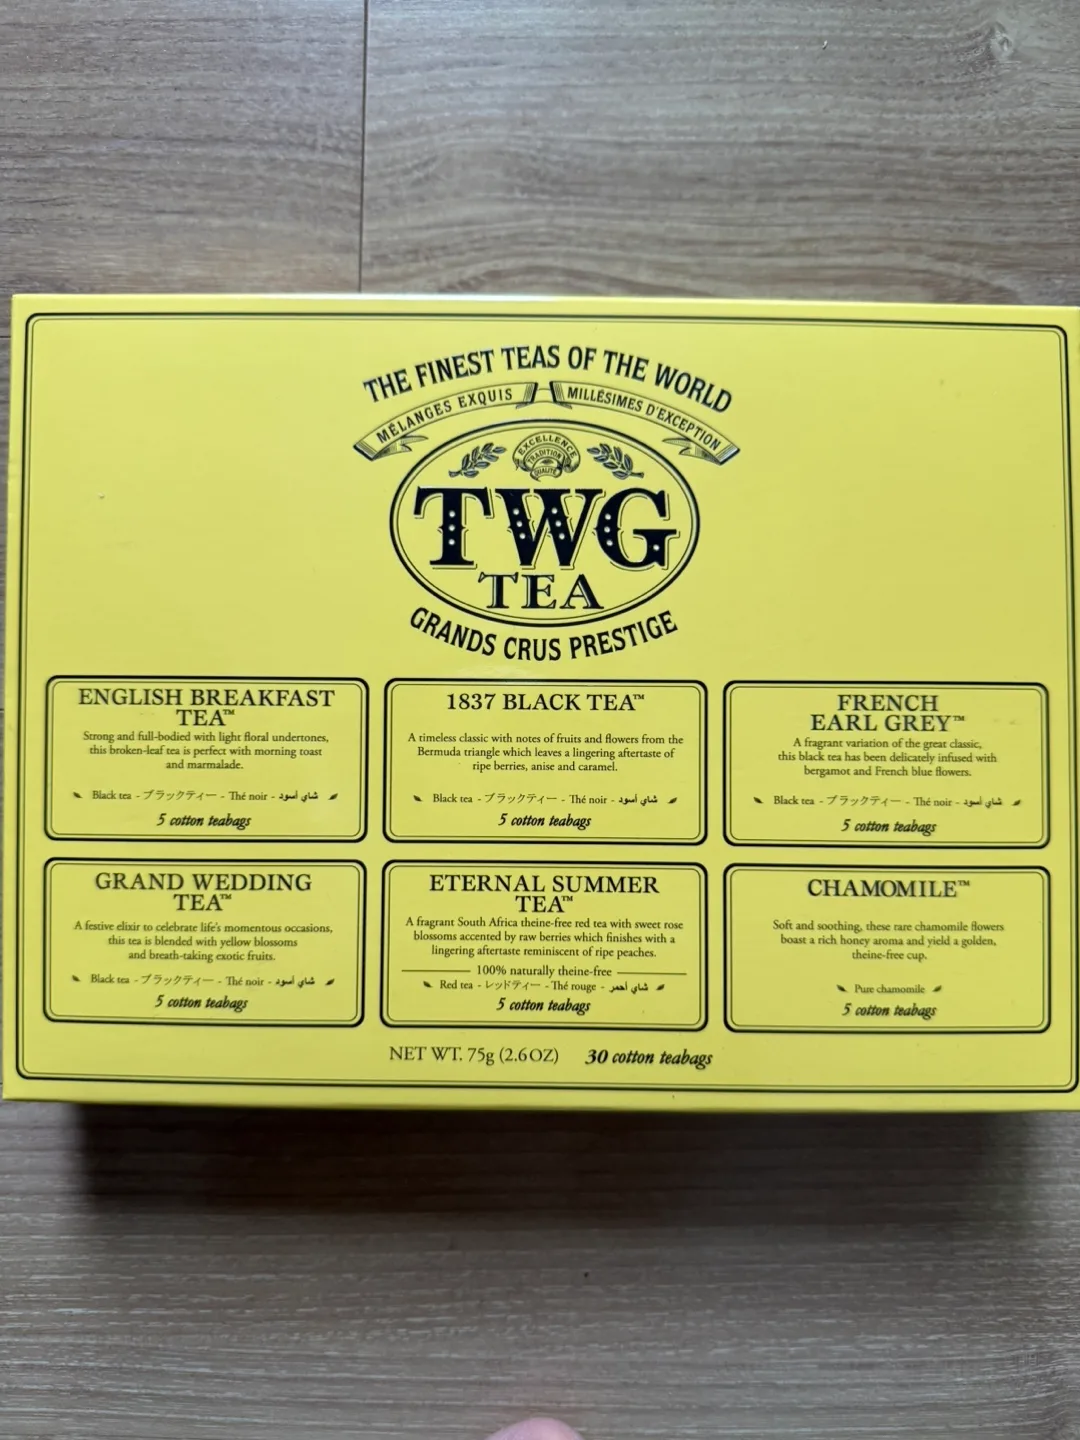 THE FINEST TEAS OF THE WORLD
MÉLANGES EXQUIS MILLÉSIMES D'EXCEPTION
EXCELLENCE
TRADITION
QUALITÉ
TWG
TEA
GRANDS CRUS PRESTIGE
ENGLISH BREAKFAST
TEA™
Strong and full-bodied with light floral undertones,
this broken-leaf tea is perfect with morning toast
and marmalade.
Black tea - ブラックティー - Thé noir - شاي أسود
5 cotton teabags
1837 BLACK TEA™
A timeless classic with notes of fruits and flowers from the
Bermuda triangle which leaves a lingering aftertaste of
ripe berries, anise and caramel.
Black tea - ブラックティー - Thé noir - شاي أسود
5 cotton teabags
FRENCH
EARL GREY™
A fragrant variation of the great classic,
this black tea has been delicately infused with
bergamot and French blue flowers.
Black tea - ブラックティー - Thé noir - شاي أسود
5 cotton teabags
GRAND WEDDING
TEA™
A festive elixir to celebrate life's momentous occasions,
this tea is blended with yellow blossoms
and breath-taking exotic fruits.
Black tea - ブラックティー - Thé noir - شاي أسود
5 cotton teabags
ETERNAL SUMMER
TEA™
A fragrant South Africa theine-free red tea with sweet rose
blossoms accented by raw berries which finishes with a
lingering aftertaste reminiscent of ripe peaches.
100% naturally theine-free
Red tea - レッドティー - Thé rouge - شاي أحمر
5 cotton teabags
CHAMOMILE™
Soft and soothing, these rare chamomile flowers
boast a rich honey aroma and yield a golden,
theine-free cup.
Pure chamomile
5 cotton teabags
NET WT. 75g (2.6OZ) 30 cotton teabags